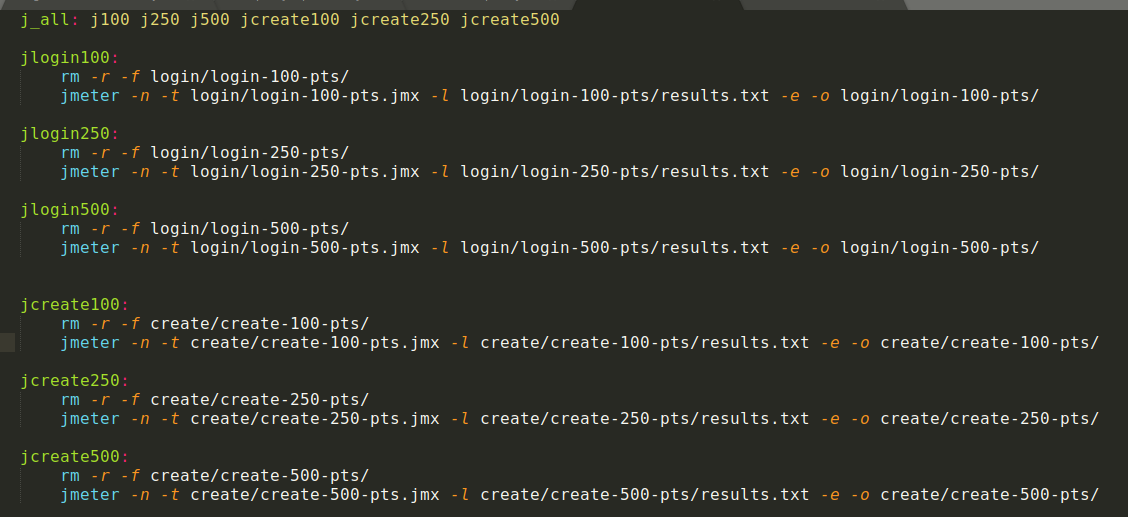 j_all: j100 j250 j500 jcreate100 jcreate250 jcreate500
jlogin100:
rm -r -f login/login-100-pts/
jmeter -n -t login/login-100-pts.jmx -l login/login-100-pts/results.txt -e -o login/login-100-pts/
jlogin250:
rm -r -f login/login-250-pts/
jmeter -n -t login/login-250-pts.jmx -l login/login-250-pts/results.txt -e -o login/login-250-pts/
jlogin500:
rm -r -f login/login-500-pts/
jmeter -n -t login/login-500-pts.jmx -l login/login-500-pts/results.txt -e -o login/login-500-pts/
jcreate100:
rm -r -f create/create-100-pts/
jmeter -n -t create/create-100-pts.jmx -l create/create-100-pts/results.txt -e -o create/create-100-pts/
jcreate250:
rm -r -f create/create-250-pts/
jmeter -n -t create/create-250-pts.jmx -l create/create-250-pts/results.txt -e -o create/create-250-pts/
jcreate500:
rm -r -f create/create-500-pts/
jmeter -n -t create/create-500-pts.jmx -l create/create-500-pts/results.txt -e -o create/create-500-pts/